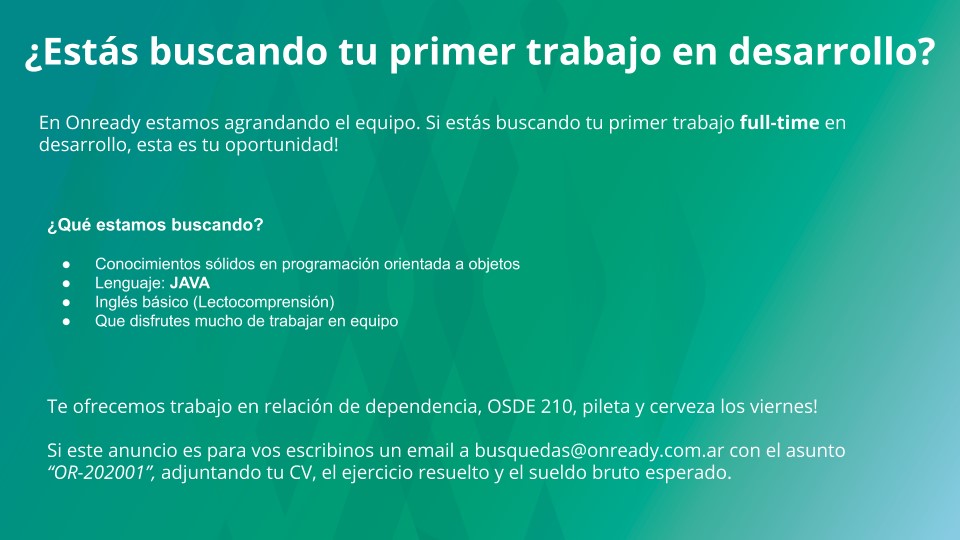 ¿Estás buscando tu primer trabajo en desarrollo?
En Onready estamos agrandando el equipo. Si estás buscando tu primer trabajo full-time en
desarrollo, esta es tu oportunidad!
¿Qué estamos buscando?
● Conocimientos sólidos en programación orientada a objetos
● Lenguaje: JAVA
● Inglés básico (Lectocomprensión)
● Que disfrutes mucho de trabajar en equipo
Te ofrecemos trabajo en relación de dependencia, OSDE 210, pileta y cerveza los viernes!
Si este anuncio es para vos escribinos un email a busquedas@onready.com.ar con el asunto
“OR-202001”, adjuntando tu CV, el ejercicio resuelto y el sueldo bruto esperado.